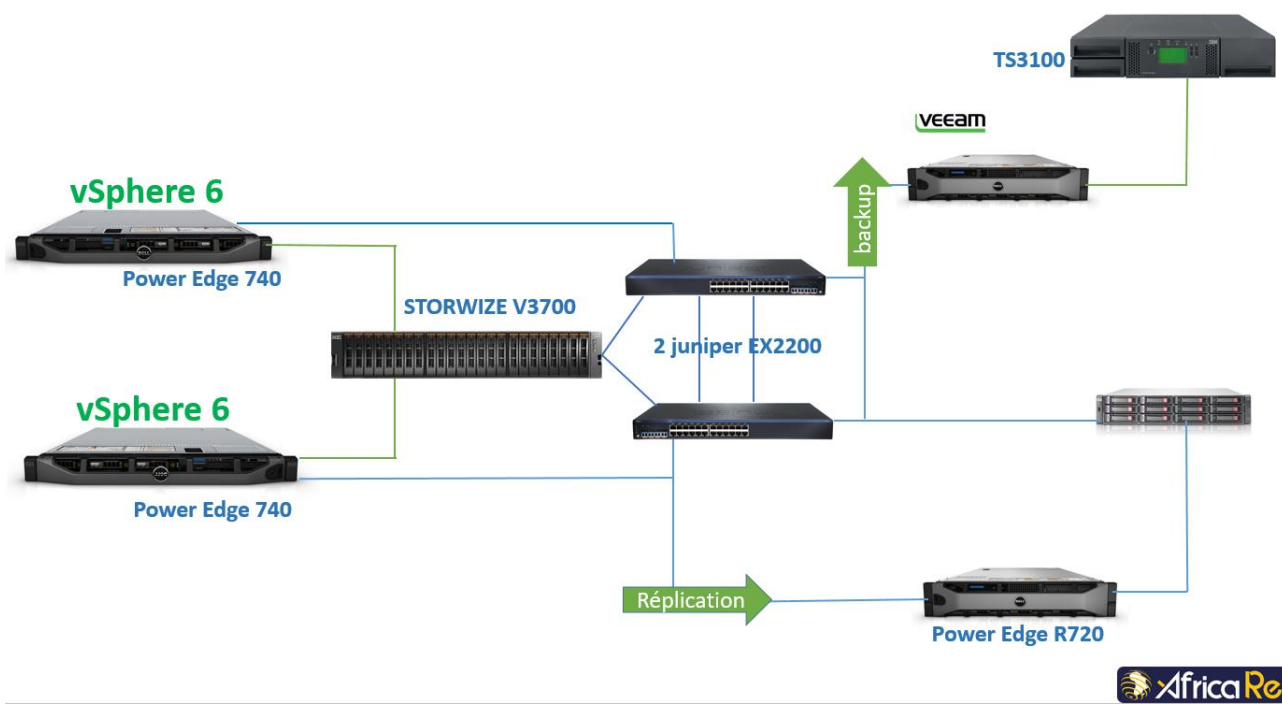 TS3100
veeam
vSphere 6
backup
Power Edge 740
STORWIZE V3700
2 juniper EX2200
vSphere 6
Power Edge 740
Réplication
Power Edge R720
AfricaRe